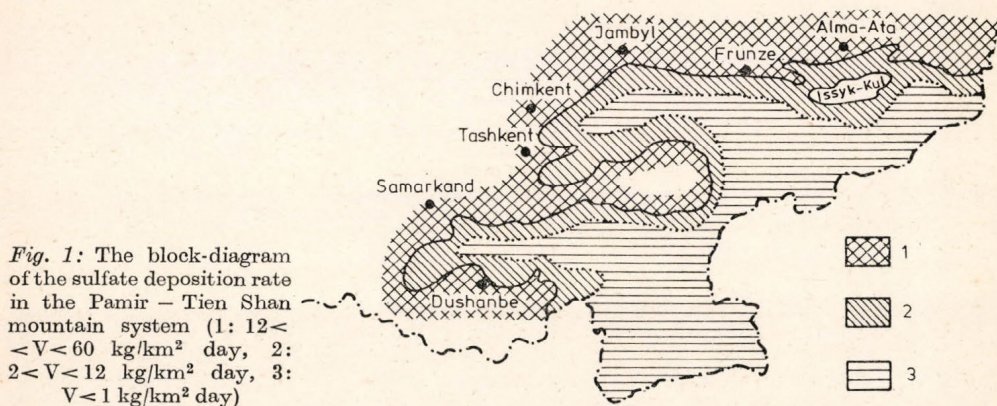 Alma-Ata
Jambyl
Frunze
Issyk-Kul
Chimkent
Tashkent
Samarkand
Dushanbe
1
2
3
Fig. 1: The block-diagram
of the sulfate deposition rate
in the Pamir – Tien Shan
mountain system (1: 12<
<V<60 kg/km² day, 2:
2<V<12 kg/km² day, 3:
V<1 kg/km² day)